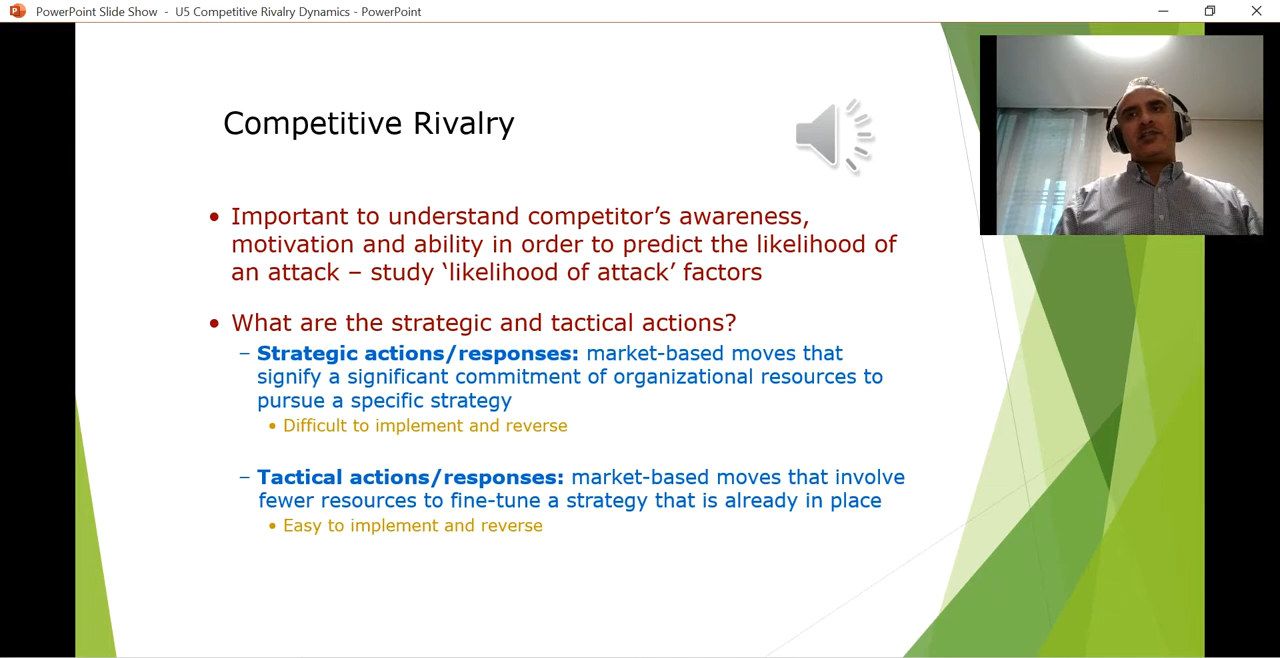 PowerPoint Slide Show - U5 Competitive Rivalry Dynamics - PowerPoint
Competitive Rivalry
• Important to understand competitor’s awareness,
motivation and ability in order to predict the likelihood of
an attack – study ‘likelihood of attack’ factors
• What are the strategic and tactical actions?
– Strategic actions/responses: market-based moves that
signify a significant commitment of organizational resources to
pursue a specific strategy
• Difficult to implement and reverse
– Tactical actions/responses: market-based moves that involve
fewer resources to fine-tune a strategy that is already in place
• Easy to implement and reverse